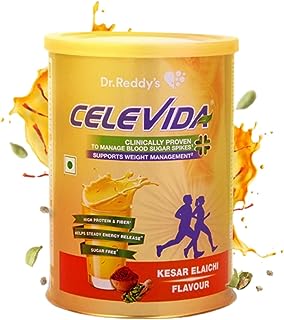 Dr.Reddy's
CELEVIDA
CLINICALLY PROVEN
TO MANAGE BLOOD SUGAR SPIKES
SUPPORTS WEIGHT MANAGEMENT
HIGH PROTEIN & FIBER
HELPS STEADY ENERGY RELEASE
SUGAR FREE
KESAR ELAICHI
FLAVOUR